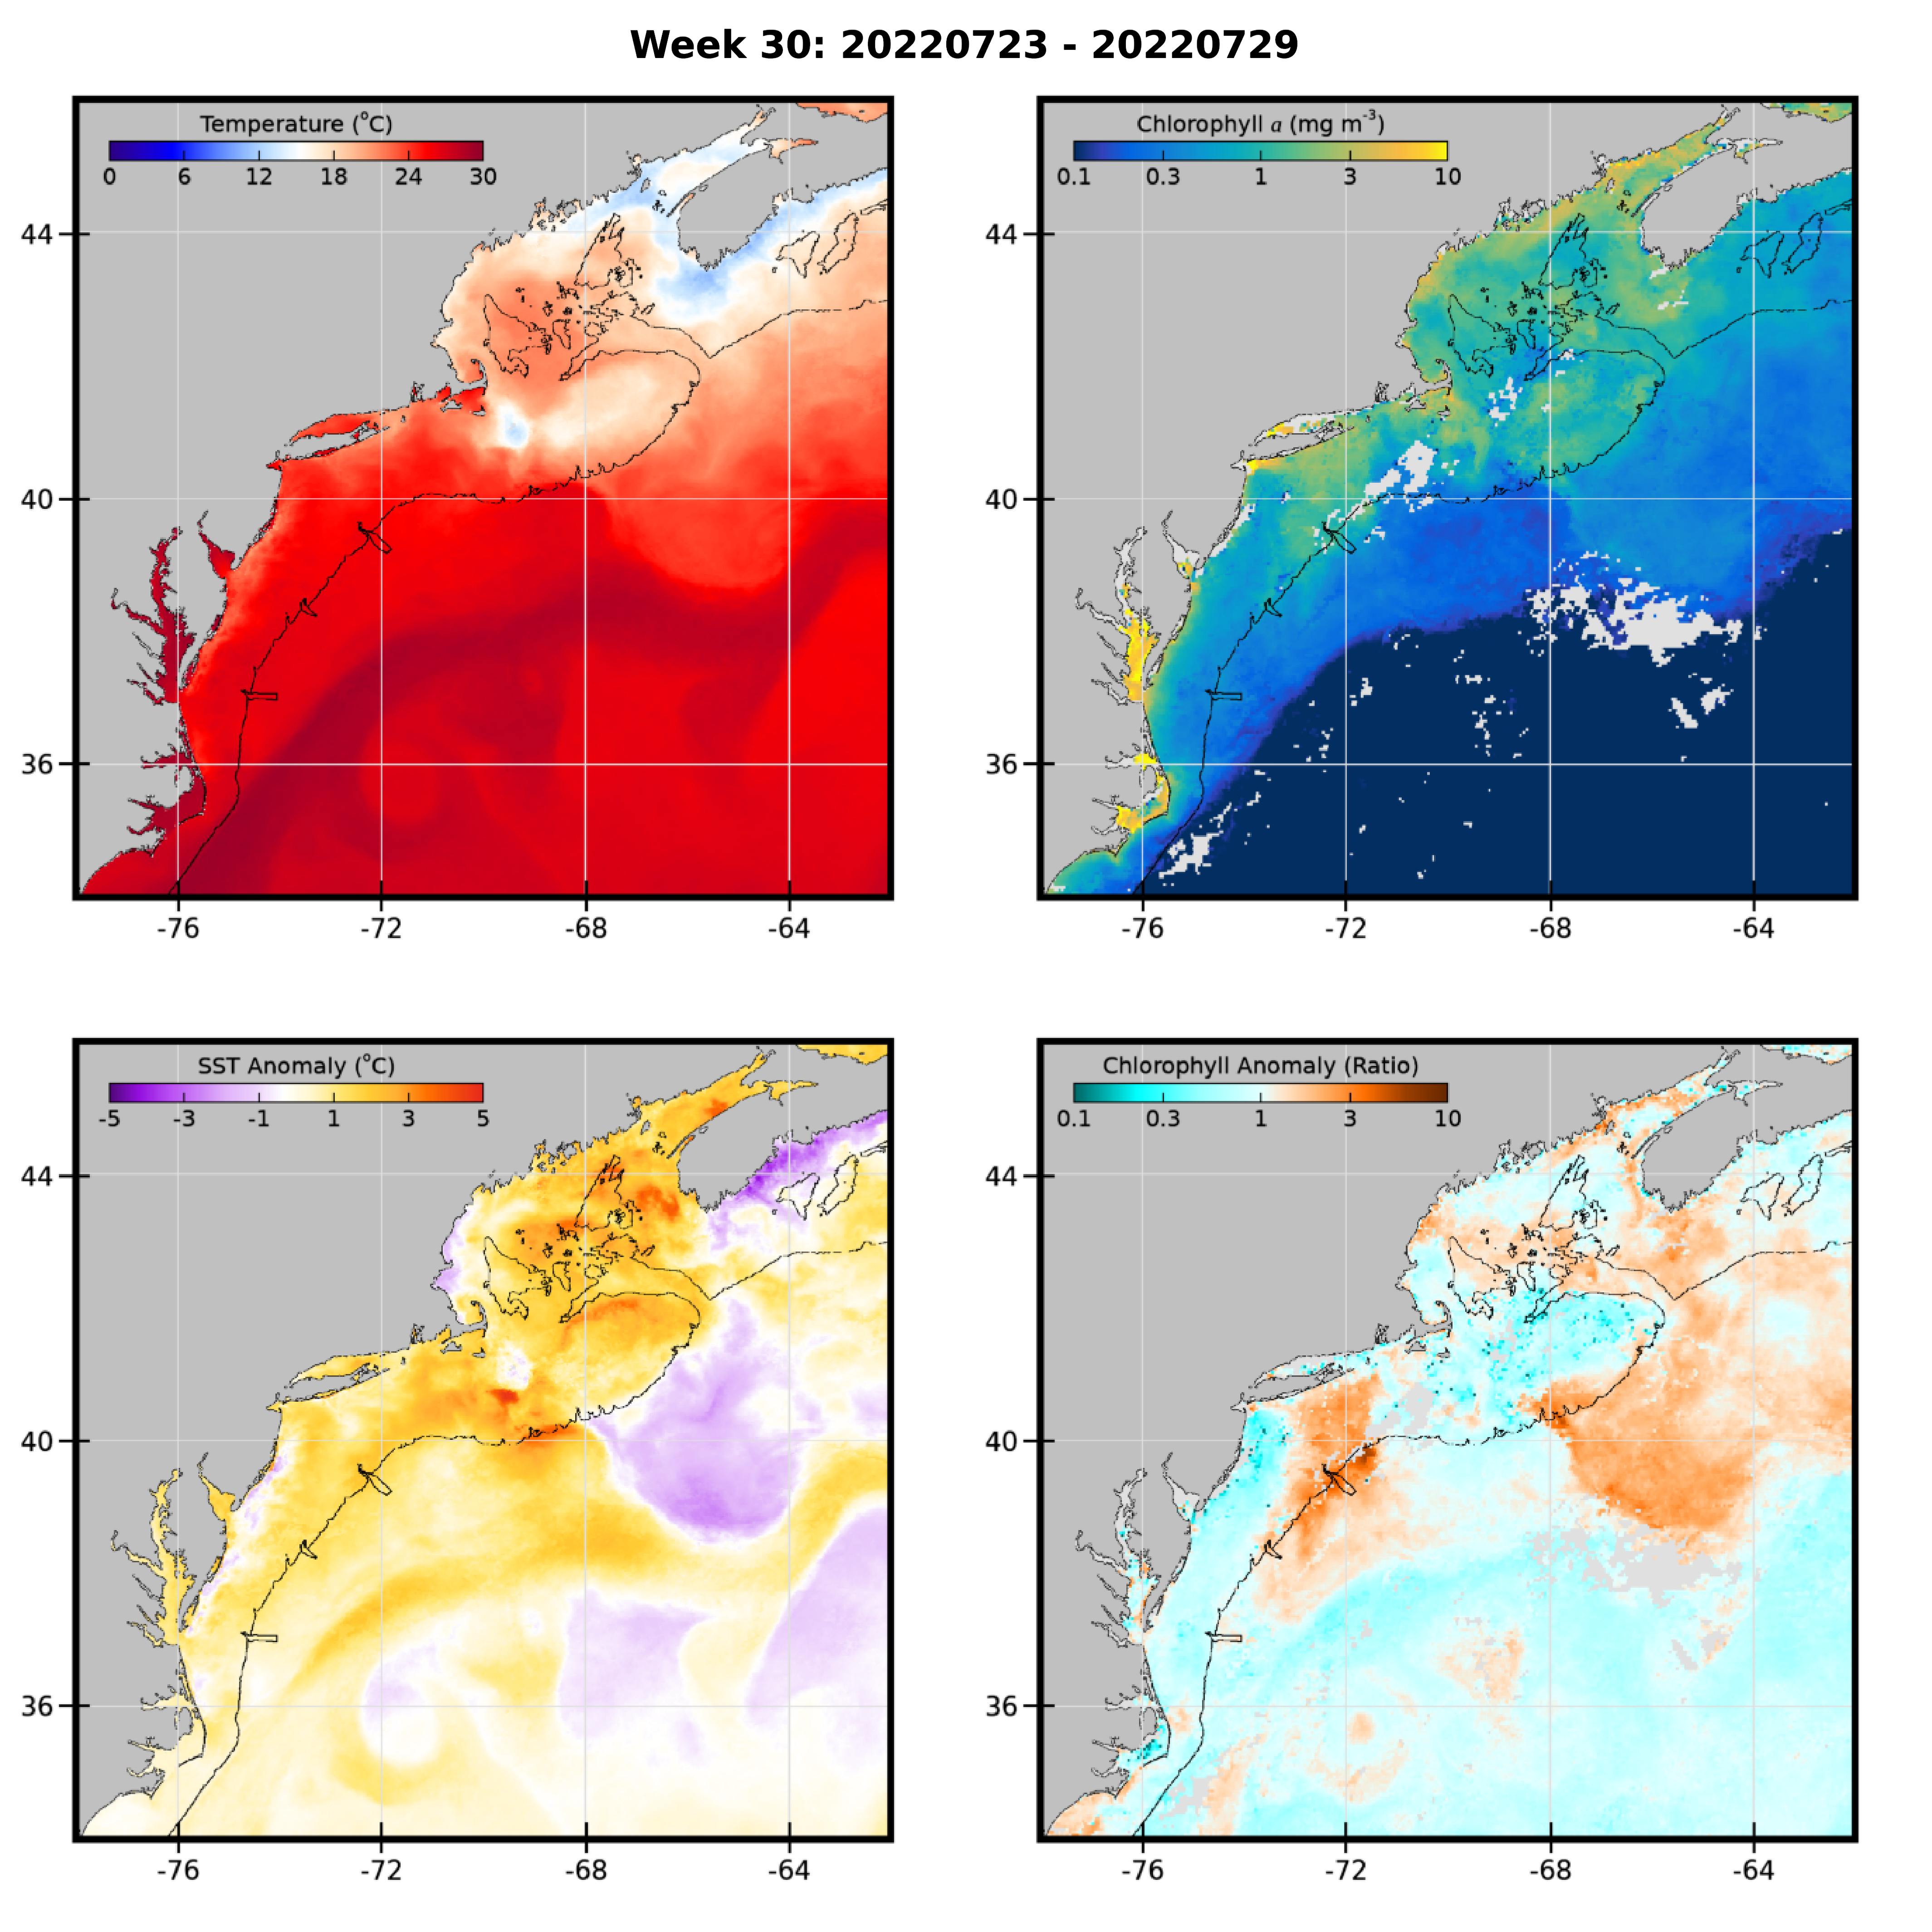 Week 30: 20220723 - 20220729
Temperature (°C)
0 6 12 18 24 30
44
40
36
-76 -72 -68 -64
Chlorophyll a (mg m⁻³)
0.1 0.3 1 3 10
44
40
36
-76 -72 -68 -64
SST Anomaly (°C)
-5 -3 -1 1 3 5
44
40
36
-76 -72 -68 -64
Chlorophyll Anomaly (Ratio)
0.1 0.3 1 3 10
44
40
36
-76 -72 -68 -64